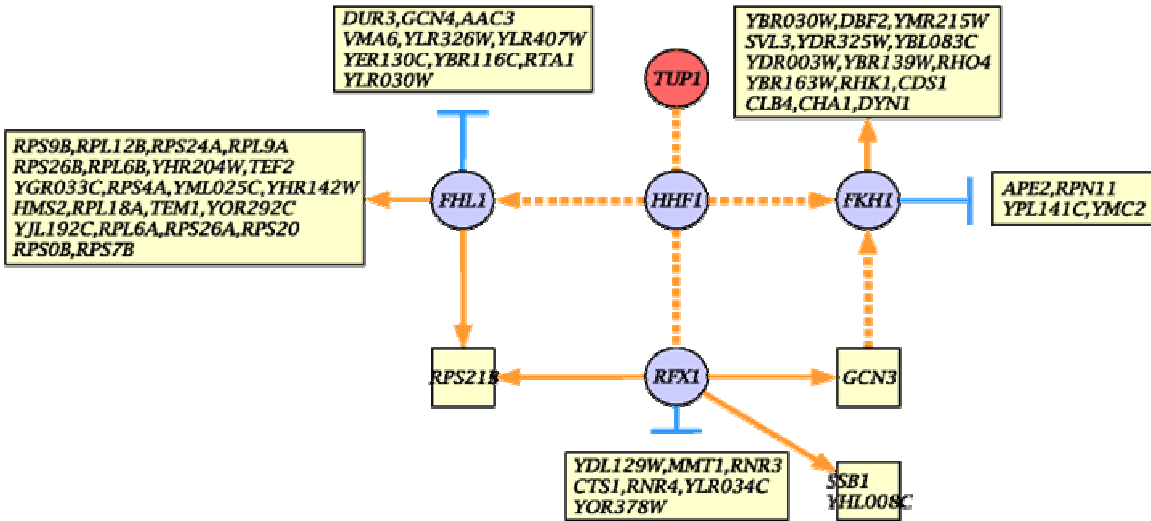 DUR3,GCN4,AAC3
VMA6,YLR326W,YLR407W
YER130C,YBR116C,RTA1
YLR030W
TUP1
YBR030W,DBF2,YMR215W
SVL3,YDR325W,YBL083C
YDR003W,YBR139W,RHO4
YBR163W,RHK1,CDS1
CLB4,CHA1,DYN1
RPS9B,RPL12B,RPS24A,RPL9A
RPS26B,RPL6B,YHR204W,TEF2
YGR033C,RPS4A,YML025C,YHR142W
HMS2,RPL18A,TEM1,YOR292C
YJL192C,RPL6A,RPS26A,RPS20
RPS0B,RPS7B
FHL1
HHF1
FKH1
APE2,RPN11
YPL141C,YMC2
RPS21B
RFX1
GCN3
YDL129W,MMT1,RNR3
CTS1,RNR4,YLR034C
YOR378W
SSB1
YHL008C